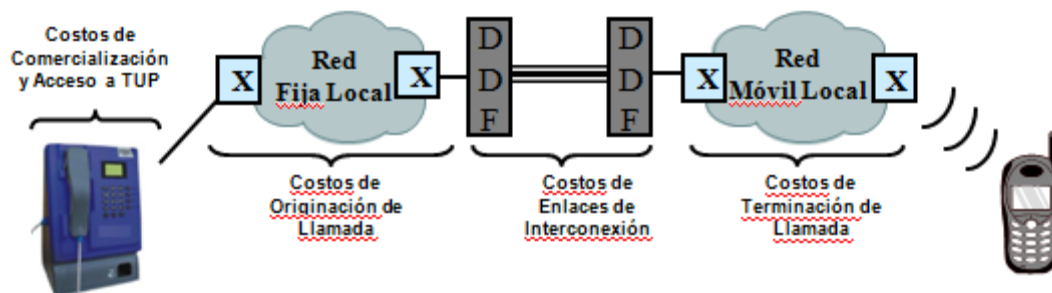 Costos de
Comercialización
y Acceso a TUP
X
Red
Fija Local
X
D
D
F
D
D
F
X
Red
Móvil Local
X
Costos de
Originación de
Llamada
Costos de
Enlaces de
Interconexión
Costos de
Terminación de
Llamada